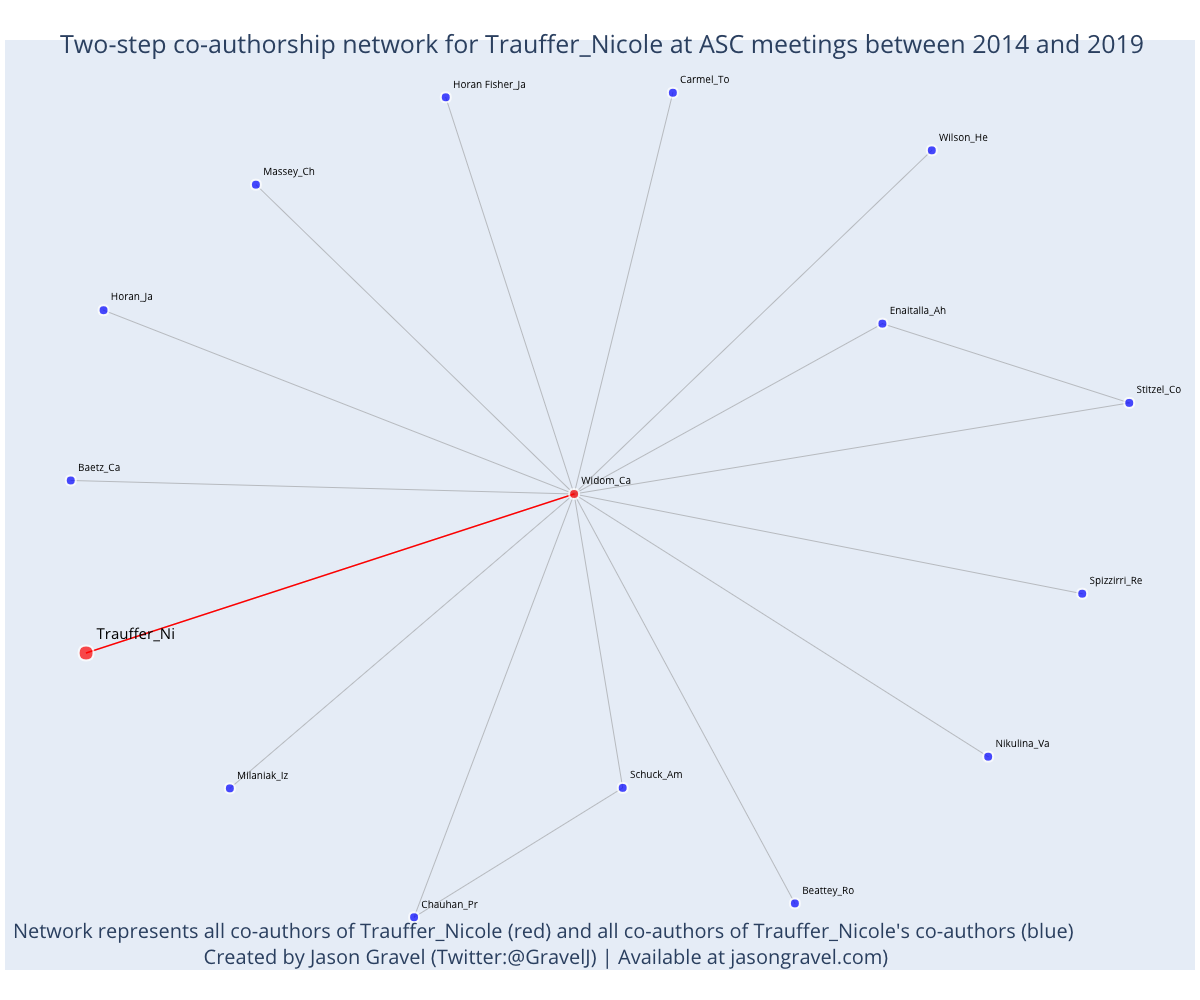 Two-step co-authorship network for Trauffer_Nicole at ASC meetings between 2014 and 2019
Carmel_To
Horan Fisher_Ja
Wilson_He
Massey_Ch
Horan_Ja
Enaitalla_Ah
Stitzel_Co
Baetz_Ca
Widom_Ca
Spizzirri_Re
Trauffer_Ni
Nikulina_Va
Schuck_Am
Milaniak_Iz
Beattey_Ro
Chauhan_Pr
Network represents all co-authors of Trauffer_Nicole (red) and all co-authors of Trauffer_Nicole's co-authors (blue)
Created by Jason Gravel (Twitter:@GravelJ) | Available at jasongravel.com)